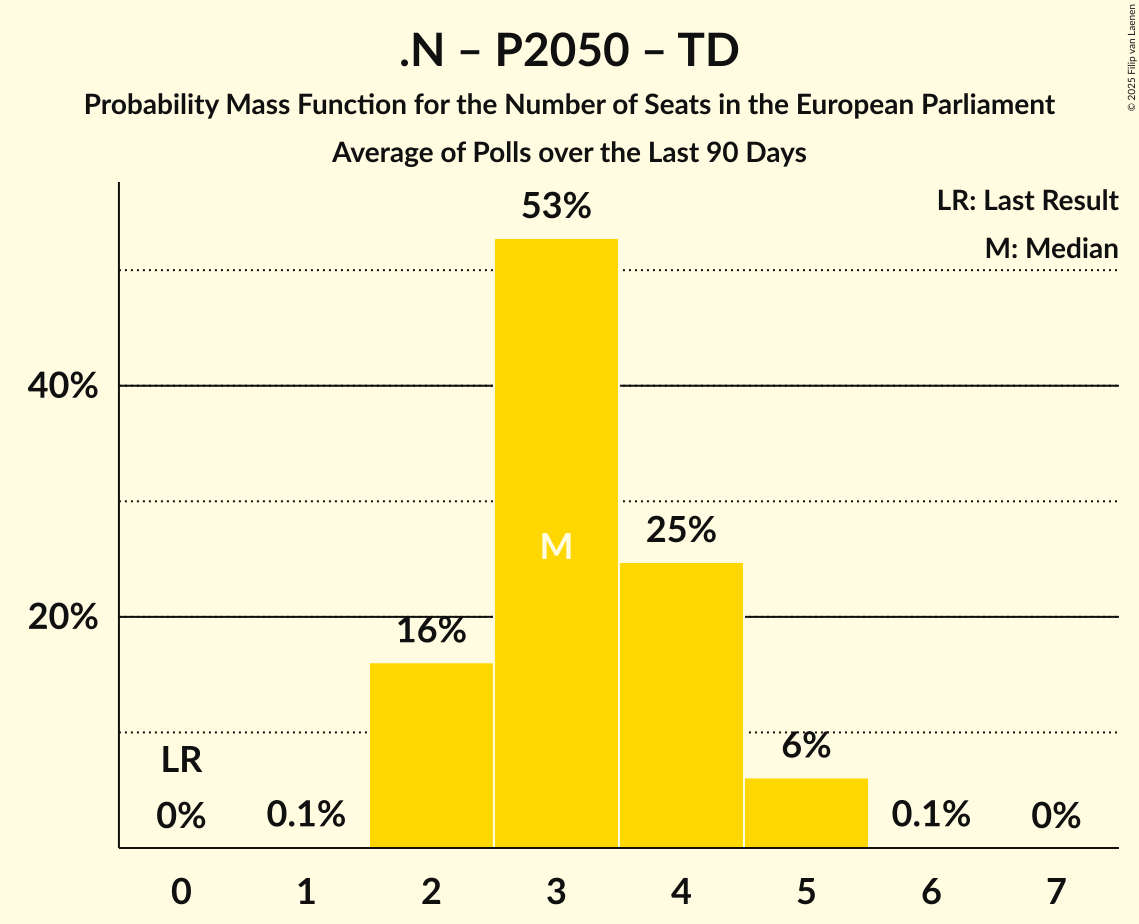 .N – P2050 – TD
Probability Mass Function for the Number of Seats in the European Parliament
Average of Polls over the Last 90 Days
© 2025 Filip van Laenen
LR: Last Result
M: Median
53%
40%
25%
M
20%
16%
6%
LR
0%
0.1%
0.1%
0%
0 1 2 3 4 5 6 7